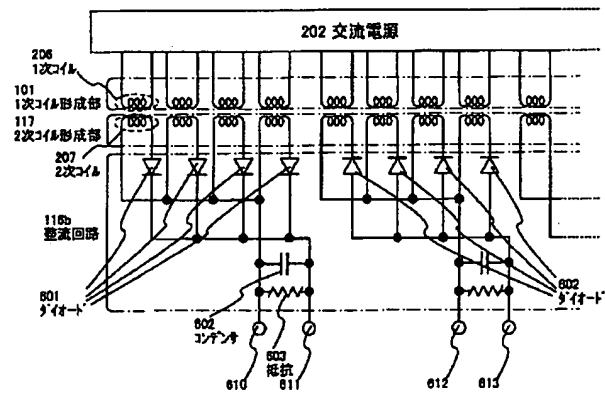 202 交流電源
206
1次コイル
101
1次コイル形成部
117
2次コイル形成部
207
2次コイル
116b
整流回路
601
ダイオード
602
コンデンサ
603
抵抗
602
ダイオード
610
611
612
613